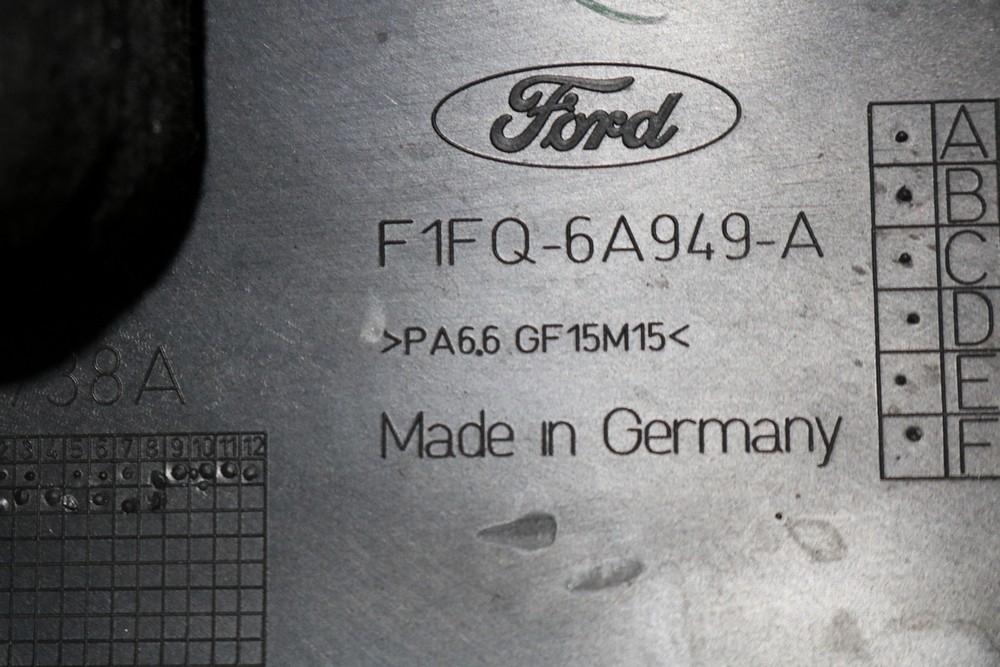 Ford
F1FQ-6A949-A
>PA6.6 GF15M15<
Made in Germany
38A
2 3 4 5 6 7 8 9 10 11 12
A
B
C
D
E
F